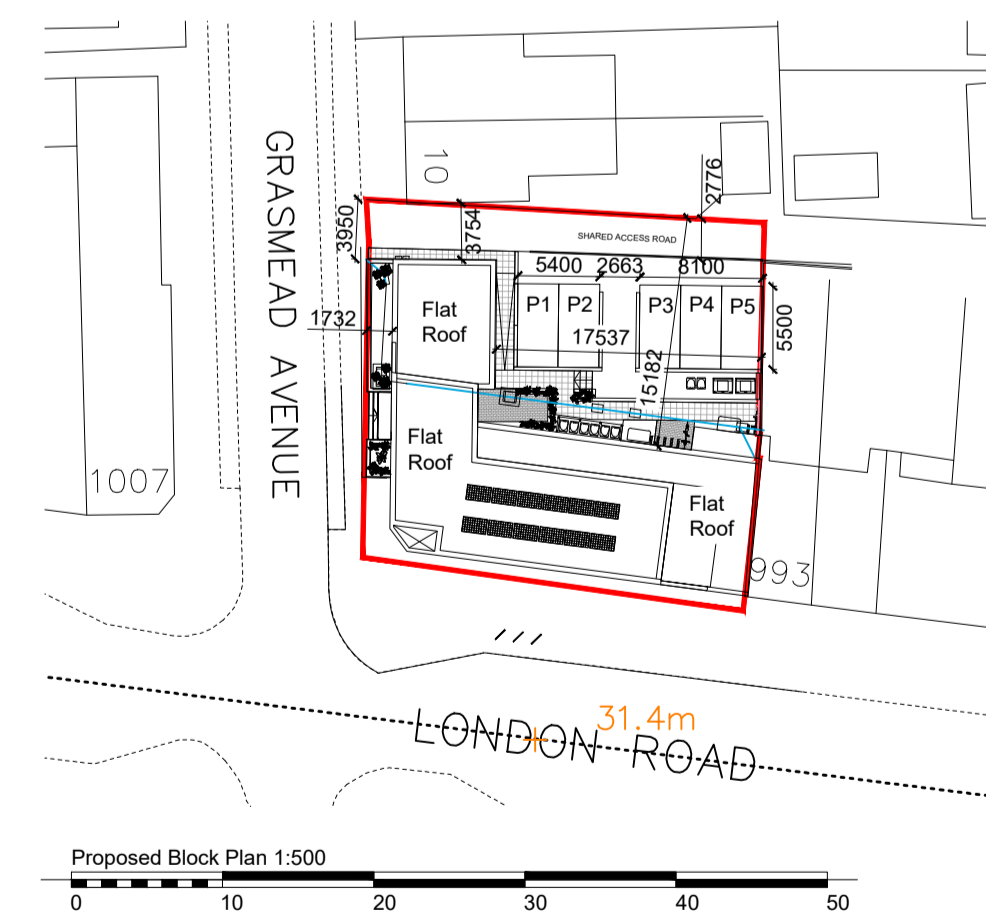 10
GRASMEAD AVENUE
3950
3754
2776
SHARED ACCESS ROAD
5400 2663 8100
P1 P2 P3 P4 P5
5500
1732
Flat
Roof
17537
15182
Flat
Roof
1007
Flat
Roof
993
31.4m
LONDON ROAD
Proposed Block Plan 1:500
0 10 20 30 40 50